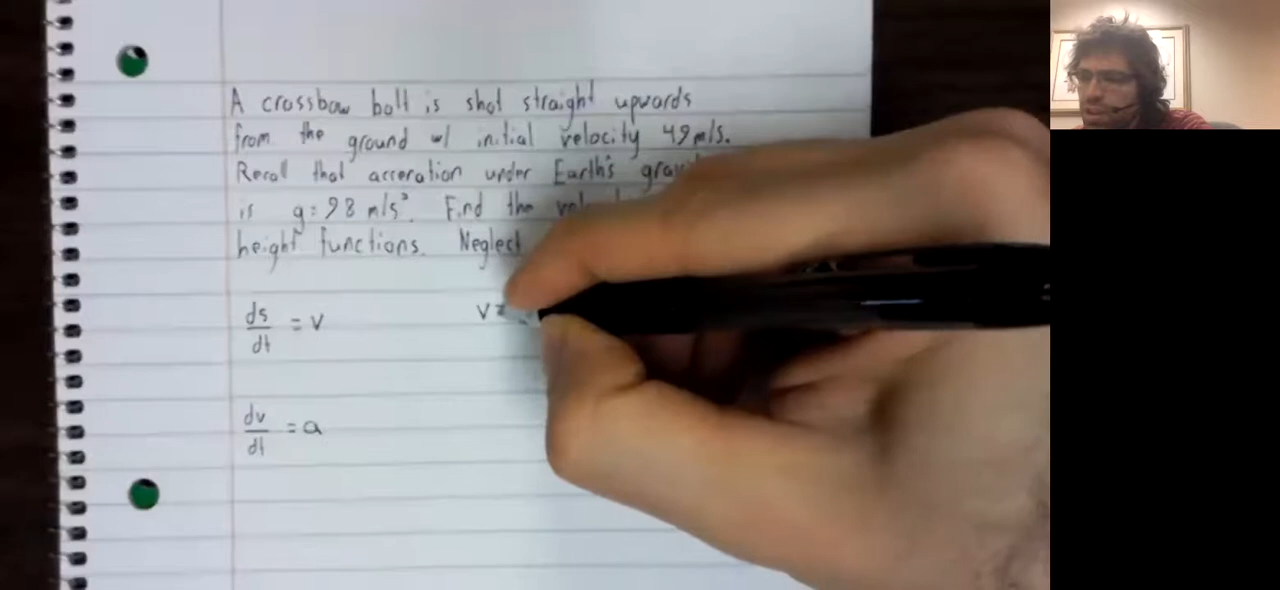 A crossbow bolt is shot straight upwards
from the ground w/ initial velocity 49 m/s.
Recall that acceration under Earth's
is g=9.8 m/s². Find the
height functions. Neglect
ds/dt = v
v=
dv/dt = a